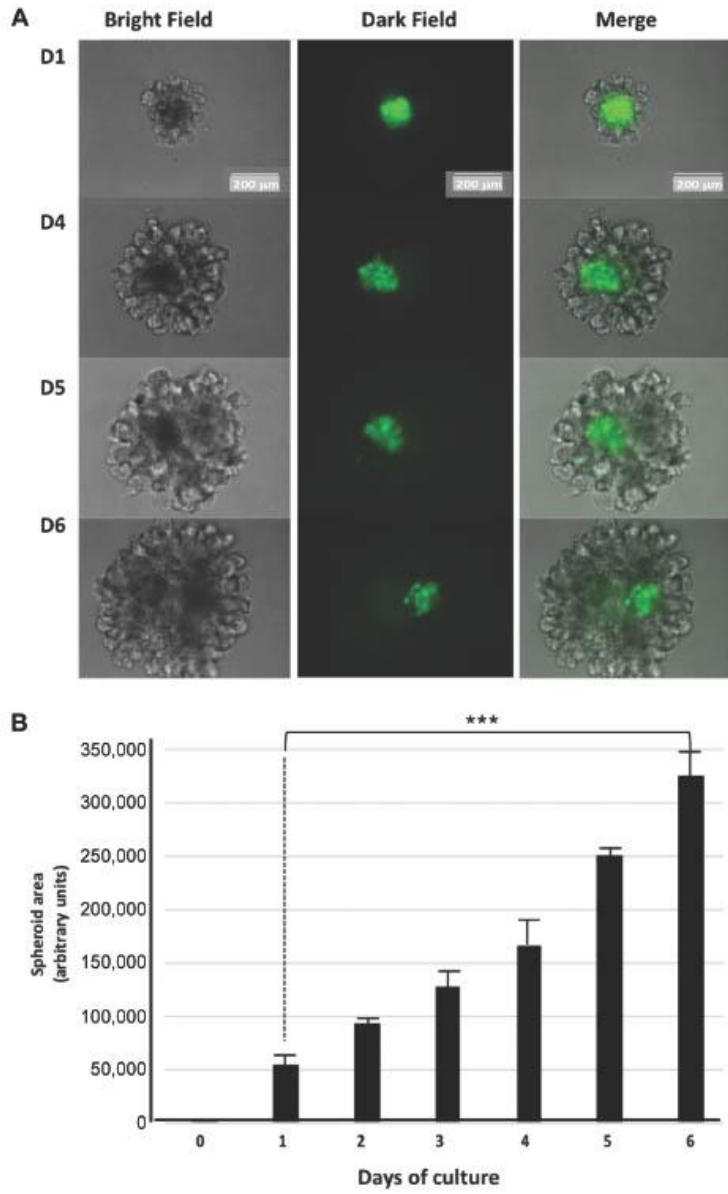 A
Bright Field Dark Field Merge
D1
200 μm 200 μm 200 μm
D4
D5
D6
B
***
350,000
300,000
250,000
200,000
150,000
100,000
50,000
0
Spheroid area
(arbitrary units)
0 1 2 3 4 5 6
Days of culture